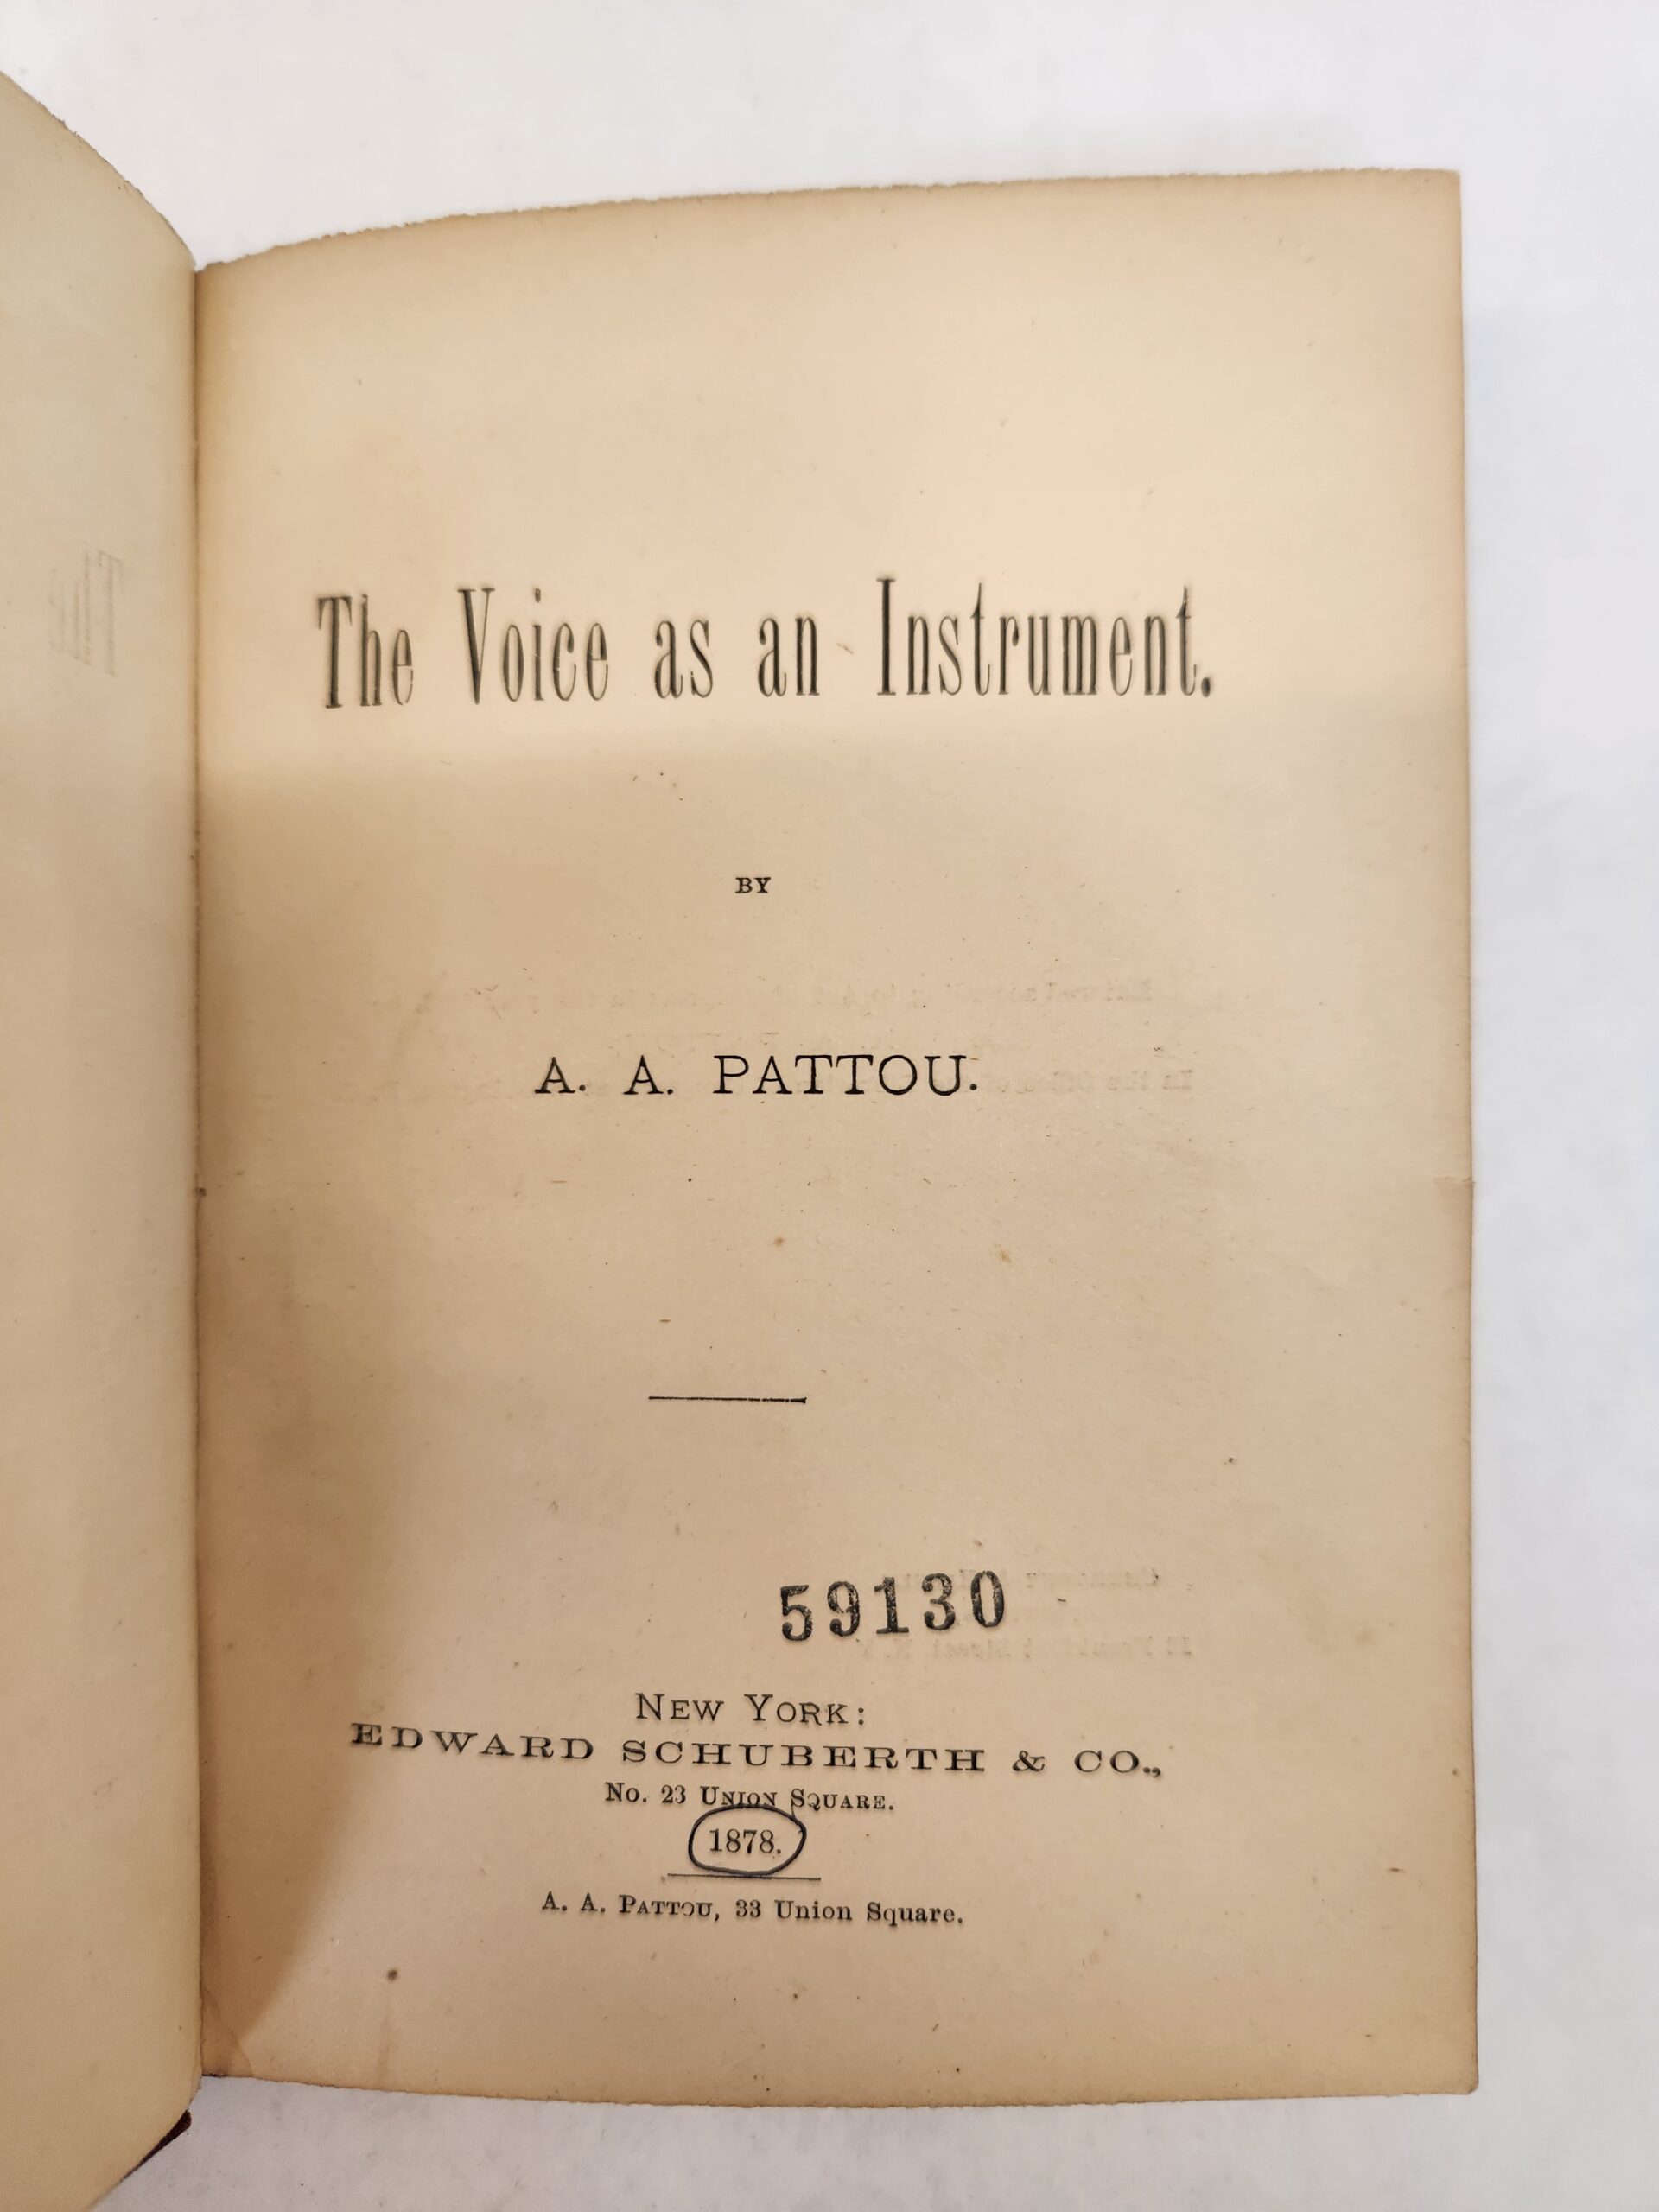 The Voice as an Instrument.
BY
A. A. PATTOU.
59130
NEW YORK:
EDWARD SCHUBERTH & CO.,
No. 23 UNION SQUARE.
1878.
A. A. PATTOU, 33 Union Square.